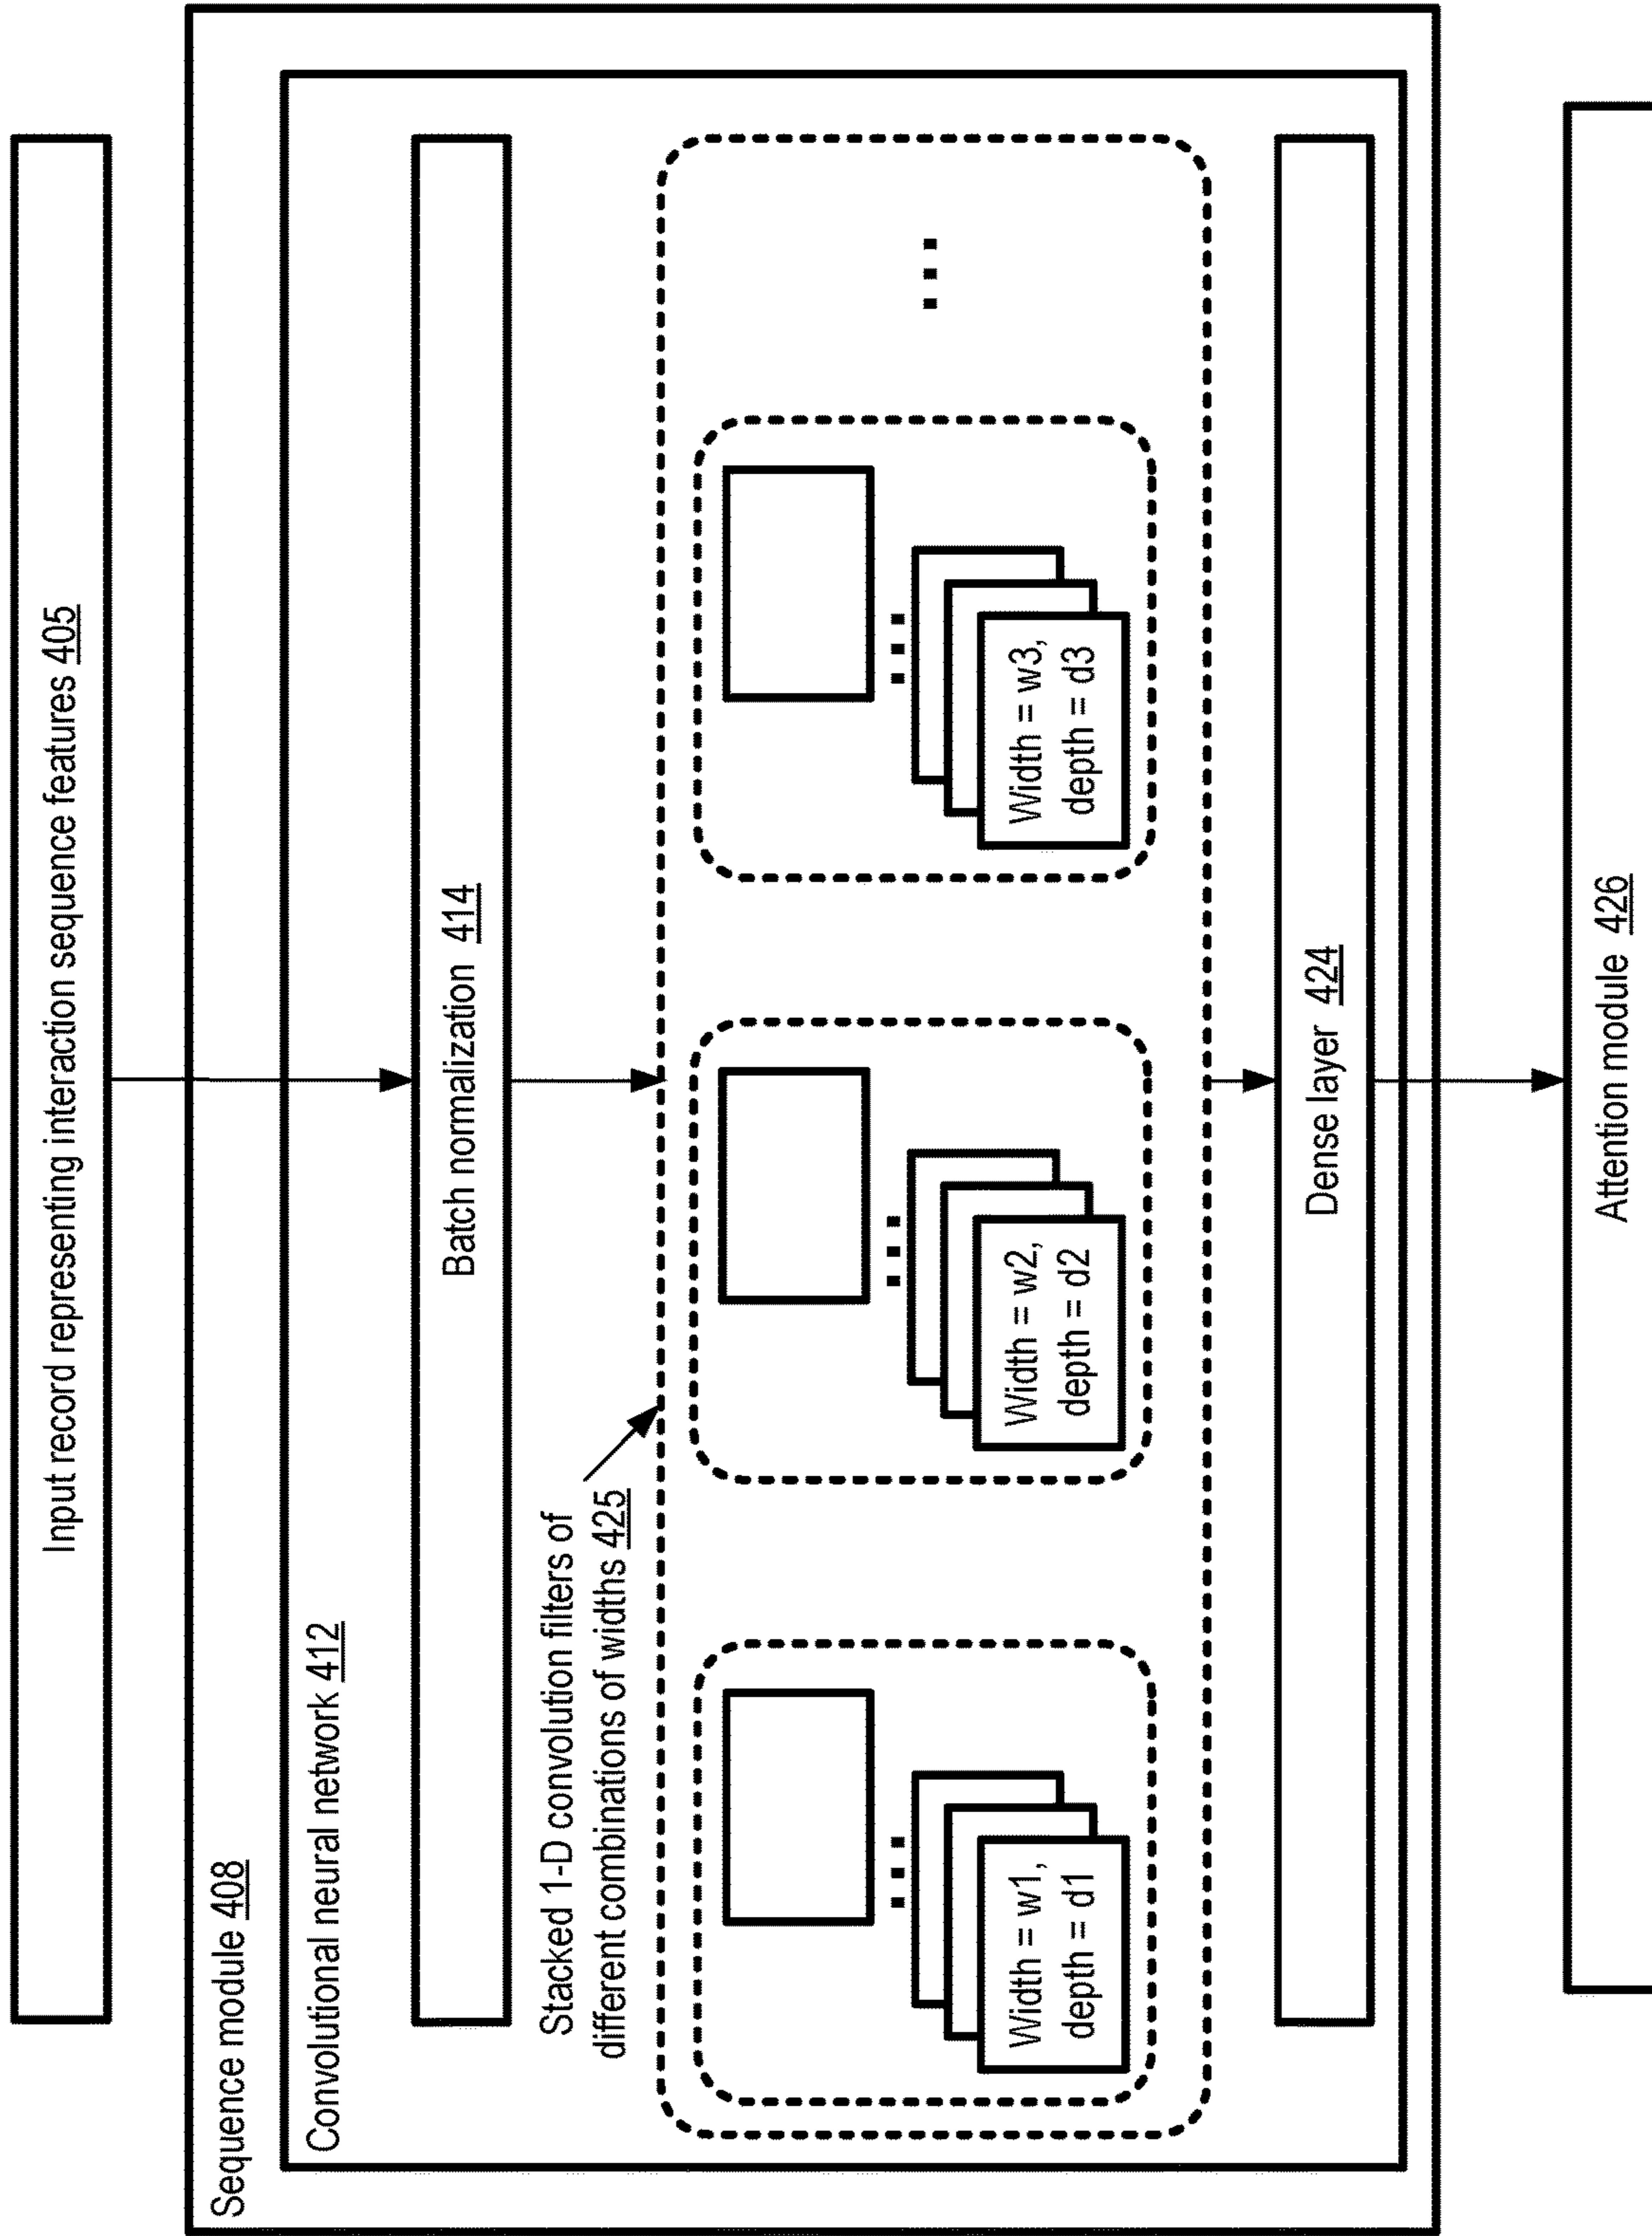 Input record representing interaction sequence features 405
Sequence module 408
Convolutional neural network 412
Batch normalization 414
Stacked 1-D convolution filters of
different combinations of widths 425
...
...
...
...
Width = w1,
depth = d1
Width = w2,
depth = d2
Width = w3,
depth = d3
Dense layer 424
Attention module 426